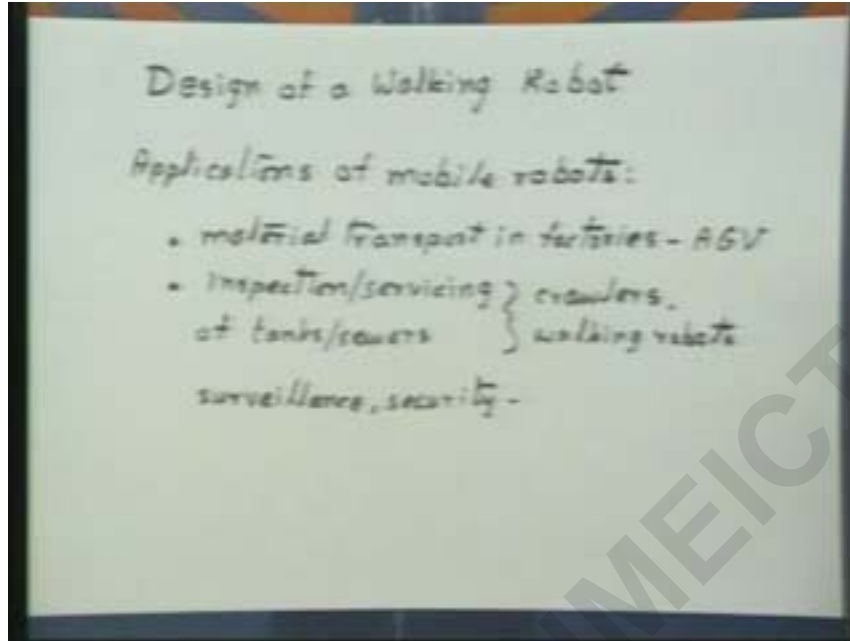 Design of a Walking Robot
Applications of mobile robots:
• material Transport in factories - AGV
• Inspection/servicing } crawlers,
of tanks/sewers } walking robots
surveillance, security -
MEICT